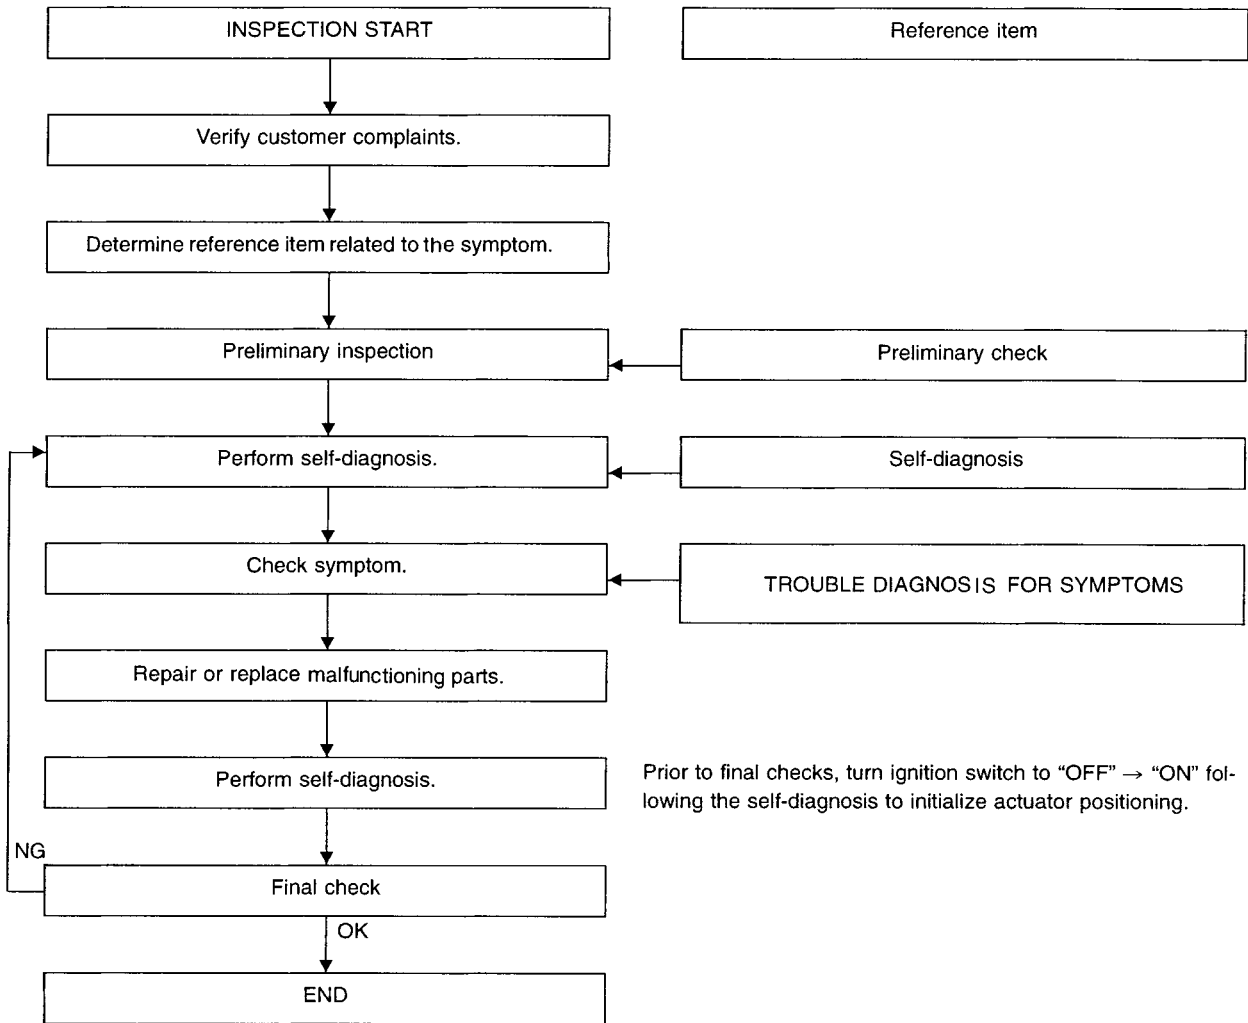 INSPECTION START
Reference item
Verify customer complaints.
Determine reference item related to the symptom.
Preliminary inspection
Preliminary check
Perform self-diagnosis.
Self-diagnosis
Check symptom.
TROUBLE DIAGNOSIS FOR SYMPTOMS
Repair or replace malfunctioning parts.
Perform self-diagnosis.
Prior to final checks, turn ignition switch to “OFF” → “ON” fol-
lowing the self-diagnosis to initialize actuator positioning.
NG
Final check
OK
END